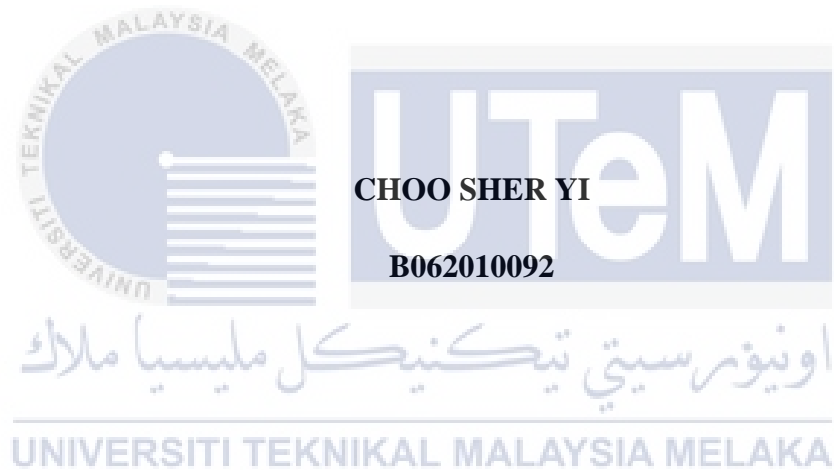 UNIVERSITI TEKNIKAL MALAYSIA MELAKA
UTeM
CHOO SHER YI
B062010092
اونيۏرسيتي تيكنيكل مليسيا ملاك
UNIVERSITI TEKNIKAL MALAYSIA MELAKA